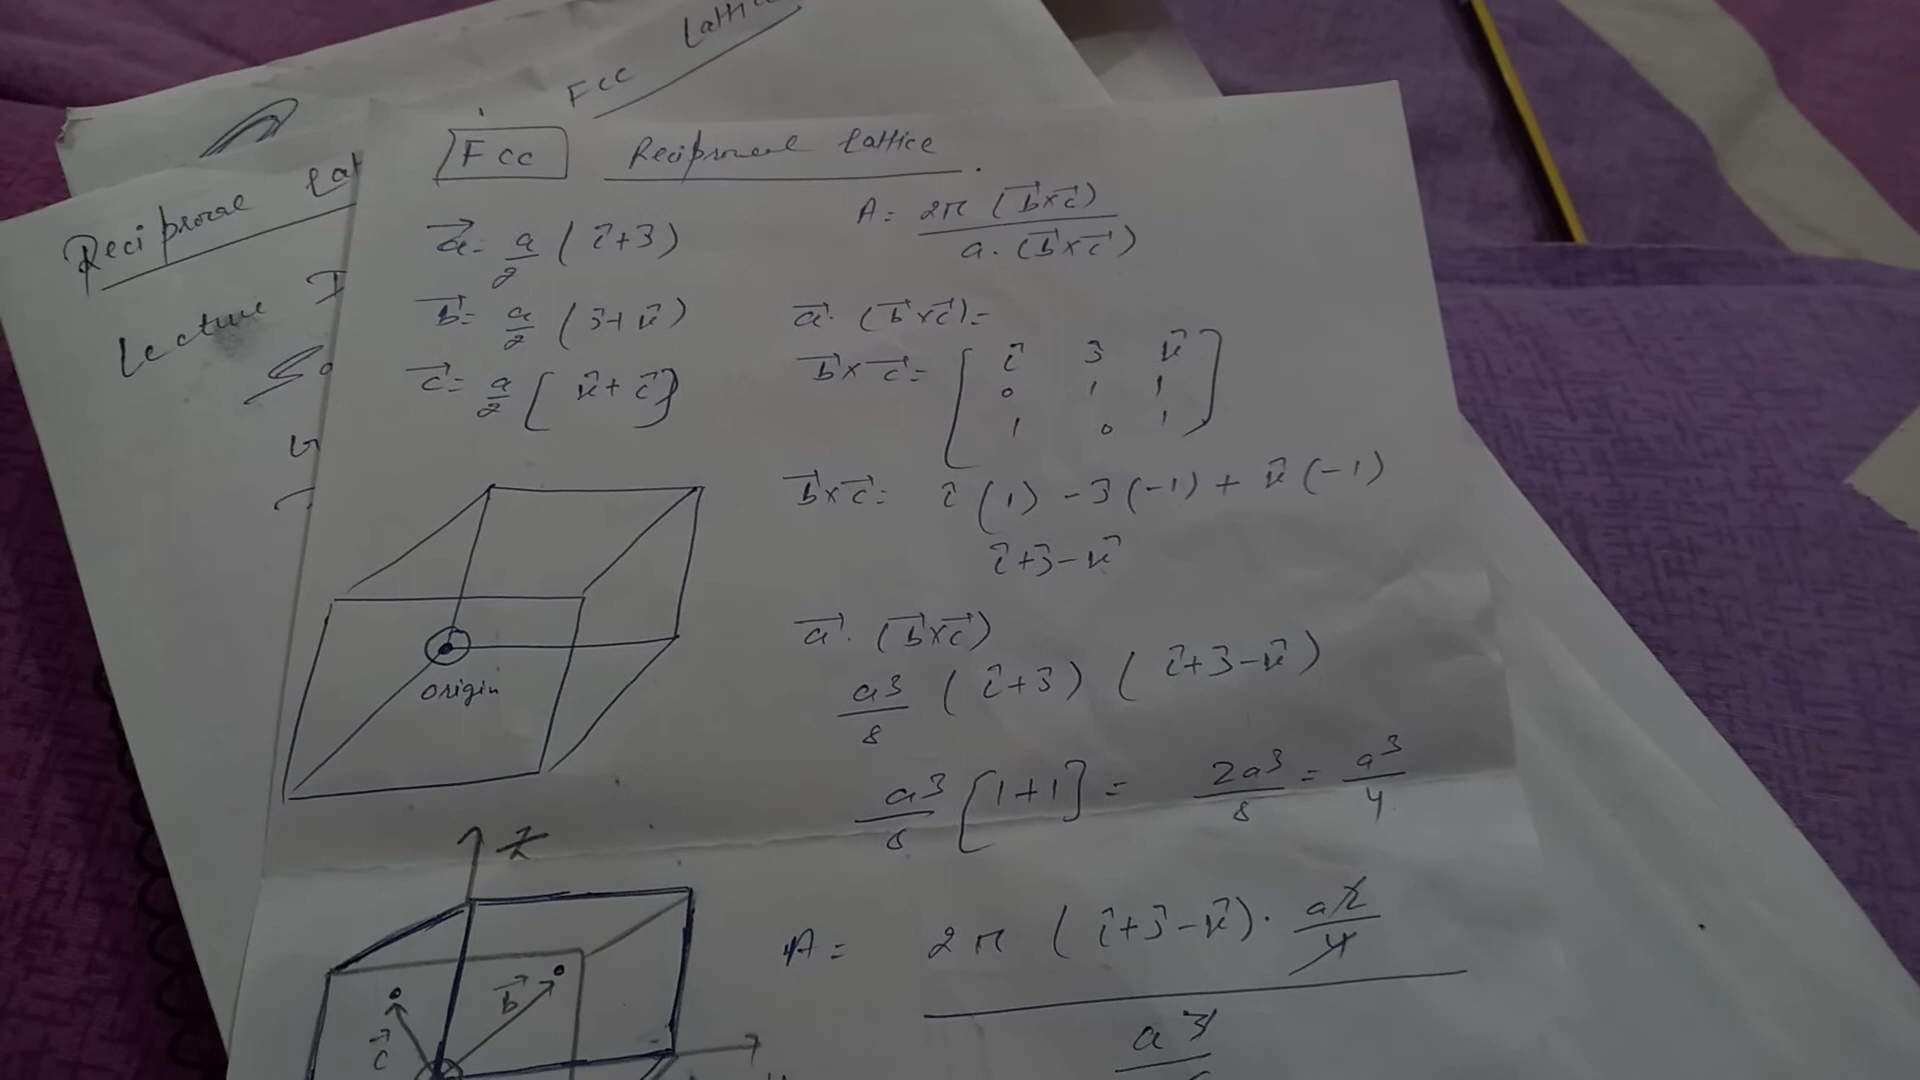 Lattice
FCC
Reciprocal
Lecture I
Fcc Reciprocal lattice.
a⃗ = a/2 (i⃗+j⃗)
b⃗ = a/2 (j⃗+k⃗)
c⃗ = a/2 [k⃗+i⃗]
origin
z
b⃗
c⃗
A = 2π (b⃗×c⃗) / a. (b⃗×c⃗)
a⃗. (b⃗×c⃗) =
b⃗×c⃗ = [ i⃗ j⃗ k⃗
0 1 1
1 0 1 ]
b⃗×c⃗ = i⃗(1) - j⃗(-1) + k⃗(-1)
i⃗+j⃗-k⃗
a⃗. (b⃗×c⃗)
a3/8 (i⃗+j⃗) (i⃗+j⃗-k⃗)
a3/8 [1+1] = 2a3/8 = a3/4
A = 2π (i⃗+j⃗-k⃗). a2/4
a3